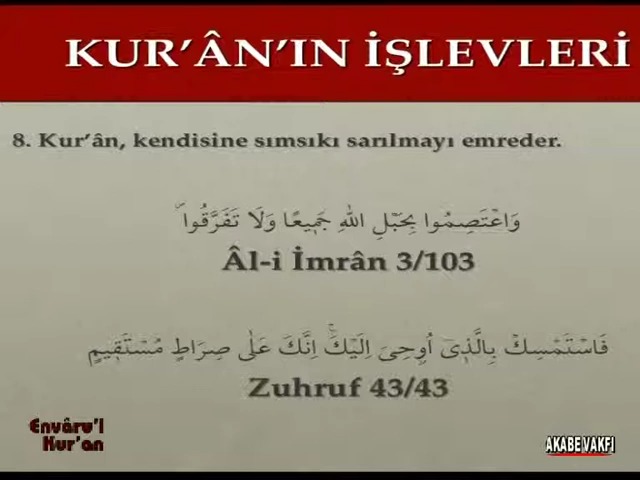 KUR'ÂN'IN İŞLEVLERİ
8. Kur'ân, kendisine sımsıkı sarılmayı emreder.
وَاعْتَصِمُوا بِحَبْلِ اللّٰهِ جَمٖيعًا وَلَا تَفَرَّقُواࣕ
Âl-i İmrân 3/103
فَاسْتَمْسِكْ بِالَّذٖٓى اُوحِىَ اِلَيْكَۚ اِنَّكَ عَلٰى صِرَاطٍ مُسْتَقٖيمٍ
Zuhruf 43/43
Envâru'l
Kur'an
AKABE VAKFI